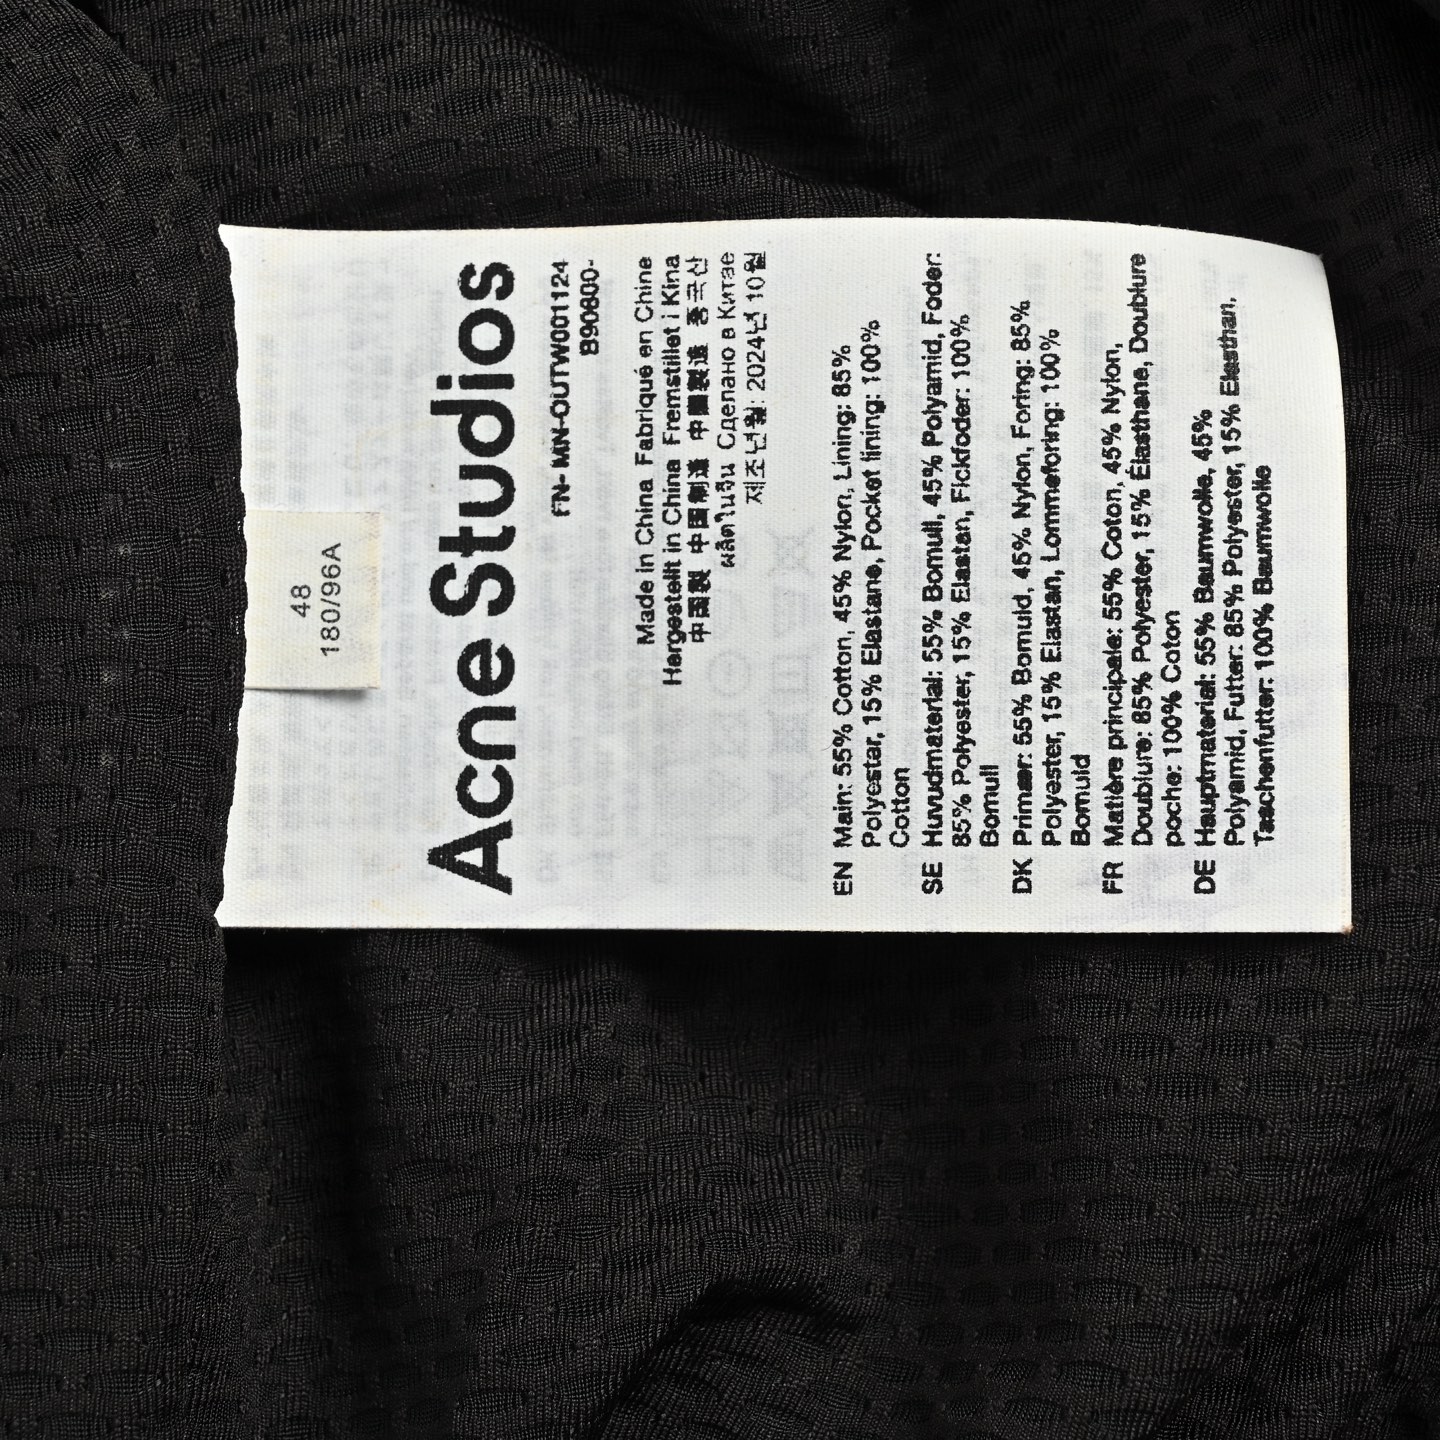 48
180/96A
Acne Studios
FN-MN-OUTW001124
B90800-
Made in China Fabriqué en Chine
Hergestellt in China Fremstillet i Kina
中国製 中国制造 中國製造 중국산
ผลิตในจีน Сделано в Китае
제조년월: 2024년 10월
EN Main: 55% Cotton, 45% Nylon, Lining: 85%
Polyester, 15% Elastane, Pocket lining: 100%
Cotton
SE Huvudmaterial: 55% Bomull, 45% Polyamid, Foder:
85% Polyester, 15% Elastan, Fickfoder: 100%
Bomull
DK Primær: 55% Bomuld, 45% Nylon, Foring: 85%
Polyester, 15% Elastan, Lommeforing: 100%
Bomuld
FR Matière principale: 55% Coton, 45% Nylon,
Doublure: 85% Polyester, 15% Élasthane, Doublure
poche: 100% Coton
DE Hauptmaterial: 55% Baumwolle, 45%
Polyamid, Futter: 85% Polyester, 15% Elasthan,
Taschenfutter: 100% Baumwolle